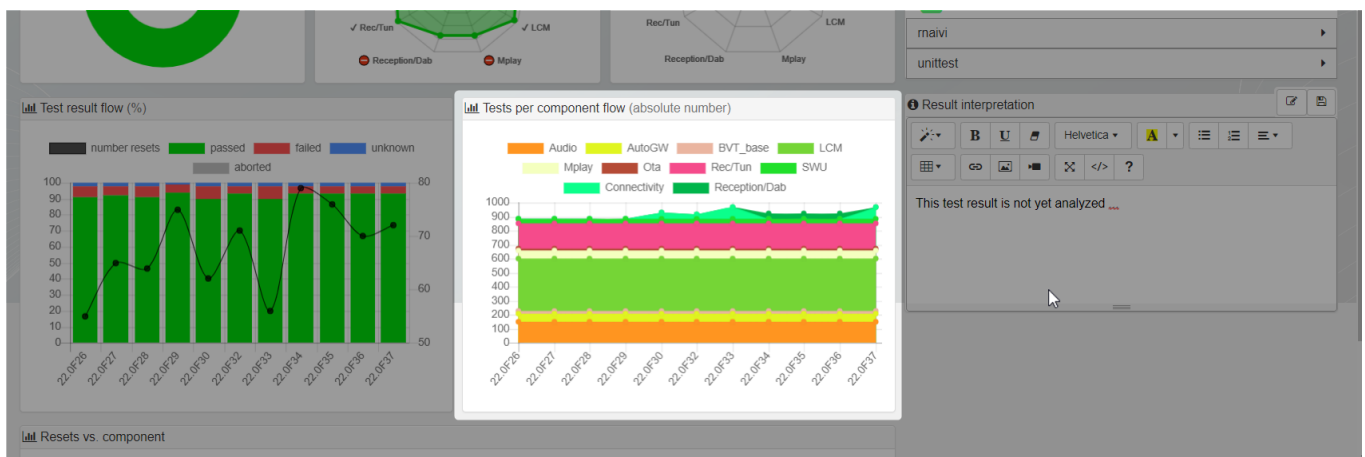 ✓ Rec/Tun
✓ LCM
Reception/Dab
Mplay
Rec/Tun
LCM
Reception/Dab
Mplay
rnaivi
unittest
Test result flow (%)
number resets passed failed unknown
aborted
100
90
80
70
60
50
40
30
20
10
0
80
70
60
50
22.0F26 22.0F27 22.0F28 22.0F29 22.0F30 22.0F32 22.0F33 22.0F34 22.0F35 22.0F36 22.0F37
Tests per component flow (absolute number)
Audio AutoGW BVT_base LCM
Mplay Ota Rec/Tun SWU
Connectivity Reception/Dab
1000
900
800
700
600
500
400
300
200
100
0
22.0F26 22.0F27 22.0F28 22.0F29 22.0F30 22.0F32 22.0F33 22.0F34 22.0F35 22.0F36 22.0F37
Result interpretation
B U Helvetica A
</> ?
This test result is not yet analyzed ...
Resets vs. component